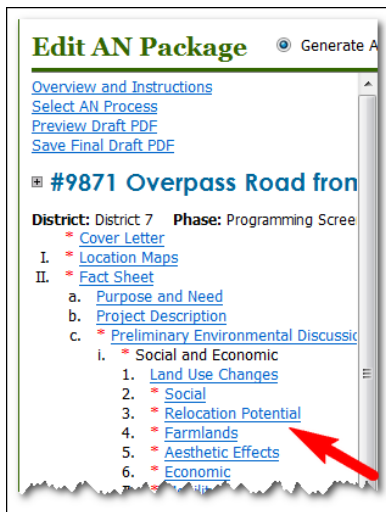 Edit AN Package Generate A
Overview and Instructions
Select AN Process
Preview Draft PDF
Save Final Draft PDF
#9871 Overpass Road from
District: District 7 Phase: Programming Scree
* Cover Letter
I. * Location Maps
II. * Fact Sheet
a. Purpose and Need
b. Project Description
c. * Preliminary Environmental Discussio
i. * Social and Economic
1. Land Use Changes
2. * Social
3. * Relocation Potential
4. * Farmlands
5. * Aesthetic Effects
6. * Economic